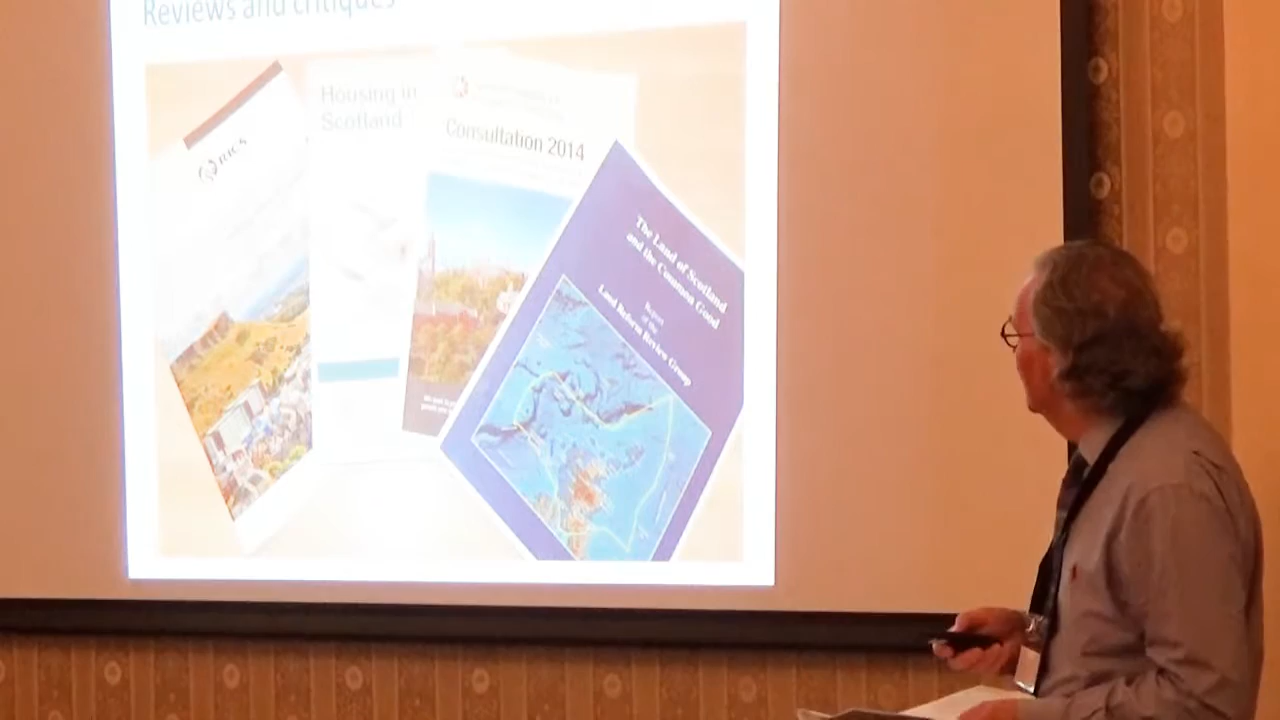 Reviews and critiques
RICS
Housing in
Scotland
Consultation 2014
The Land of Scotland
and the Common Good
Report
of the
Land Reform Review Group